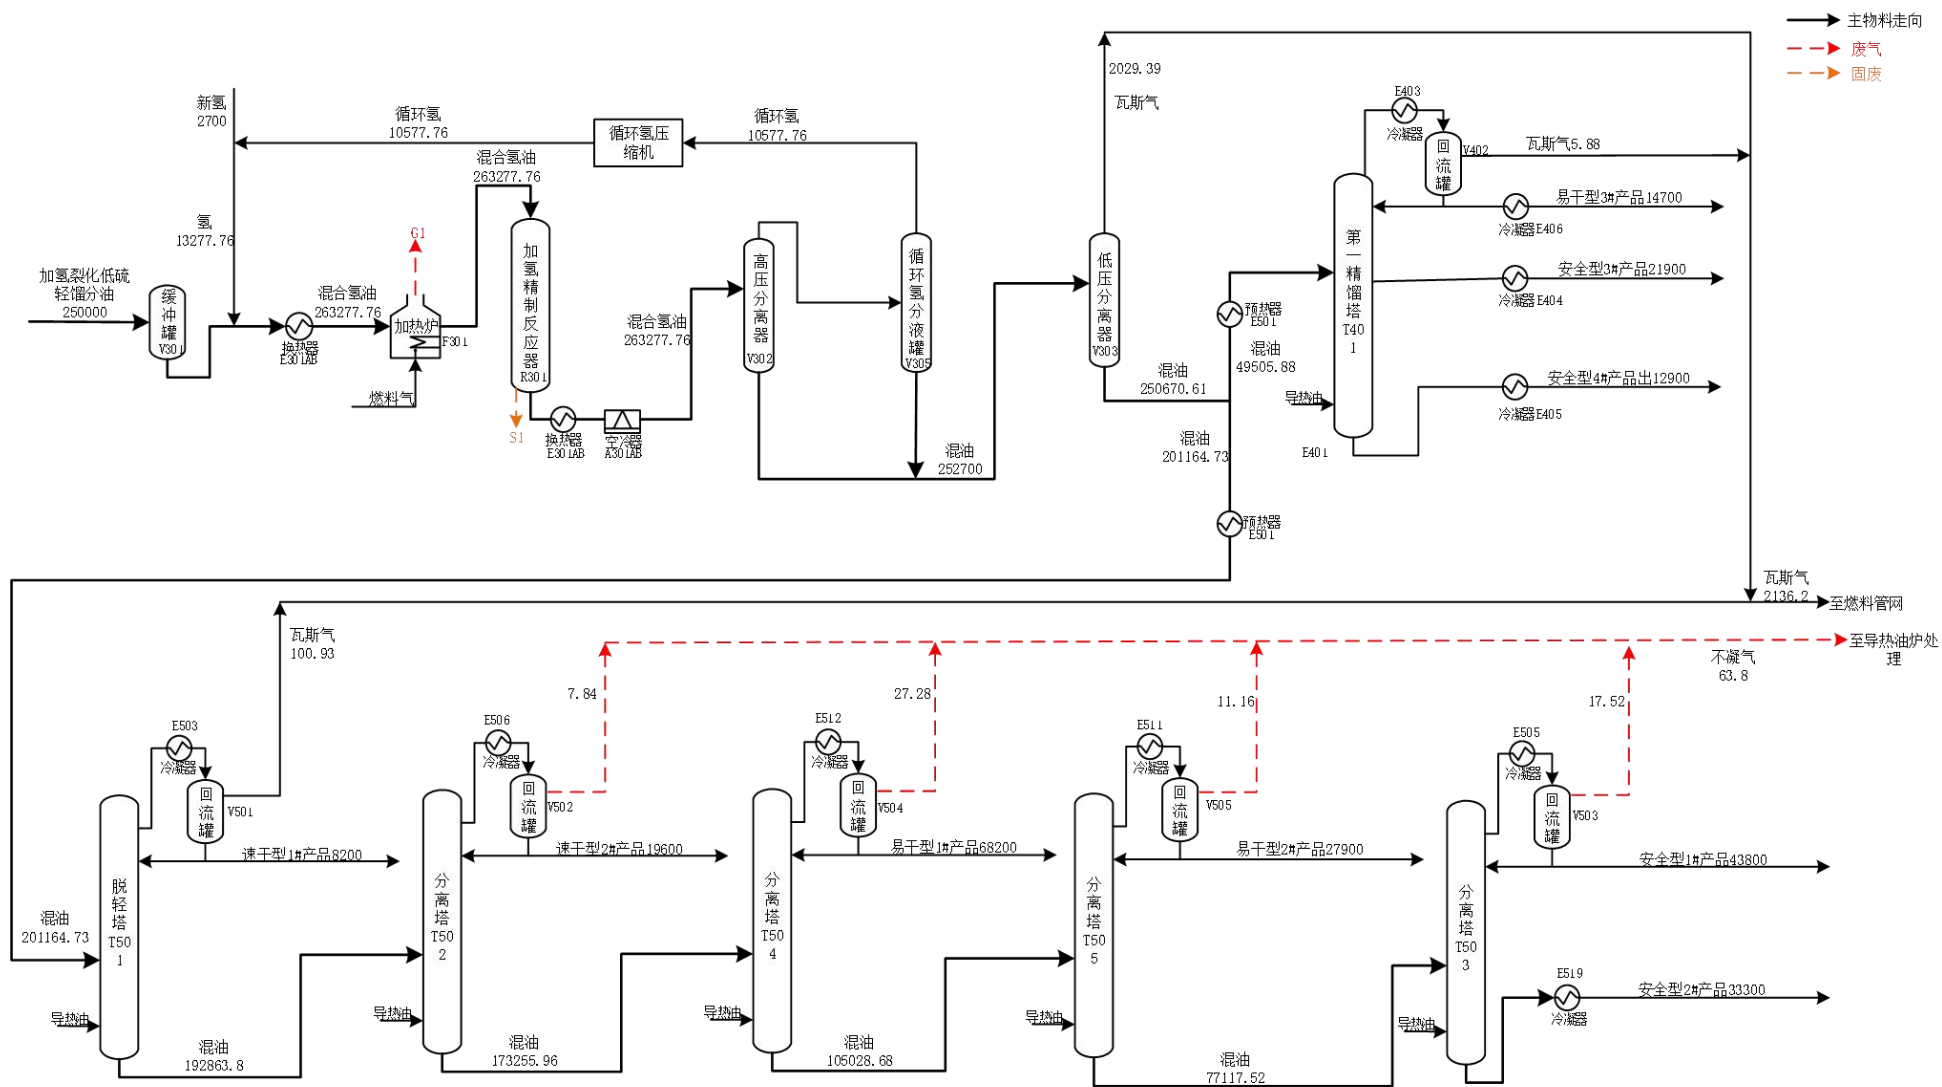 主物料走向
废气
固废
新氢
2700
循环氢
10577.76
循环氢压
缩机
循环氢
10577.76
2029.39
瓦斯气
E403
冷凝器
回
流
罐
V402
瓦斯气5.88
易干型3#产品14700
冷凝器E406
混合氢油
263277.76
氢
13277.76
G1
加
氢
精
制
反
应
器
R301
高
压
分
离
器
V302
循
环
氢
分
液
罐
V305
低
压
分
离
器
V303
第
一
精
馏
塔
T40
1
安全型3#产品21900
冷凝器E404
加氢裂化低硫
轻馏分油
250000
缓
冲
罐
V301
混合氢油
263277.76
换热器
E301AB
加热炉
F301
燃料气
混合氢油
263277.76
预热器
E501
混油
49505.88
混油
250670.61
导热油
安全型4#产品出12900
冷凝器E405
S1
换热器
E301AB
空冷器
A301AB
混油
252700
混油
201164.73
E401
预热器
E501
瓦斯气
2136.2
至燃料管网
瓦斯气
100.93
至导热油炉处
理
不凝气
63.8
7.84
27.28
11.16
17.52
E503
冷凝器
回
流
罐
V501
速干型1#产品8200
E506
冷凝器
回
流
罐
V502
速干型2#产品19600
E512
冷凝器
回
流
罐
V504
易干型1#产品68200
E511
冷凝器
回
流
罐
V505
易干型2#产品27900
E505
冷凝器
回
流
罐
V503
安全型1#产品43800
混油
201164.73
脱
轻
塔
T50
1
导热油
混油
192863.8
分
离
塔
T50
2
导热油
混油
173255.96
分
离
塔
T50
4
导热油
混油
105028.68
分
离
塔
T50
5
导热油
混油
77117.52
分
离
塔
T50
3
导热油
E519
冷凝器
安全型2#产品33300